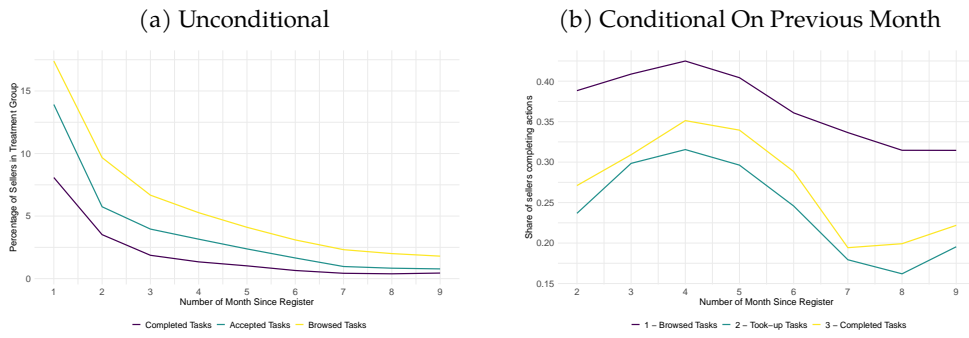 (a) Unconditional
Percentage of Sellers in Treatment Group
15
10
5
0
1 2 3 4 5 6 7 8 9
Number of Month Since Register
Completed Tasks Accepted Tasks Browsed Tasks
(b) Conditional On Previous Month
Share of sellers completing actions
0.40
0.35
0.30
0.25
0.20
0.15
2 3 4 5 6 7 8 9
Number of Month Since Register
1 − Browsed Tasks 2 − Took−up Tasks 3 − Completed Tasks